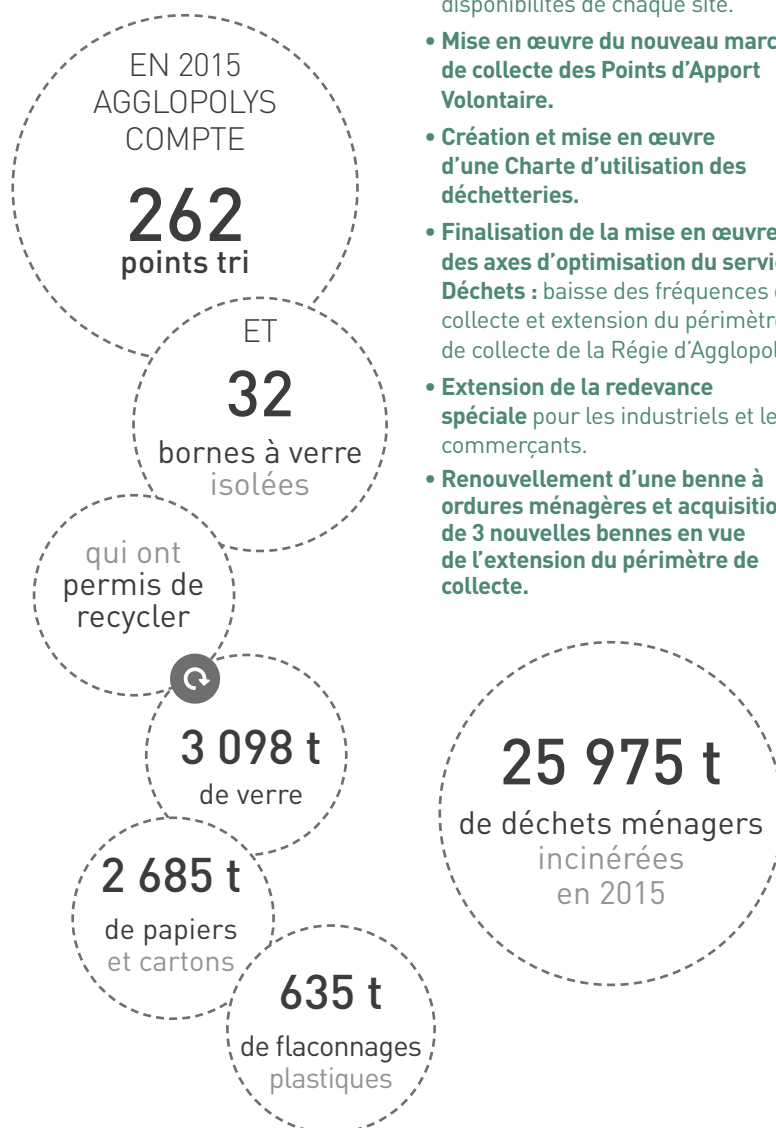 EN 2015
AGGLOPOLYS
COMPTE
262
points tri
ET
32
bornes à verre
isolées
qui ont
permis de
recycler
3 098 t
de verre
2 685 t
de papiers
et cartons
635 t
de flaconnages
plastiques
disponibilités de chaque site.
• Mise en œuvre du nouveau marc
de collecte des Points d’Apport
Volontaire.
• Création et mise en œuvre
d’une Charte d’utilisation des
déchetteries.
• Finalisation de la mise en œuvre
des axes d’optimisation du servi
Déchets : baisse des fréquences
collecte et extension du périmètr
de collecte de la Régie d’Agglopol
• Extension de la redevance
spéciale pour les industriels et le
commerçants.
• Renouvellement d’une benne à
ordures ménagères et acquisitio
de 3 nouvelles bennes en vue
de l’extension du périmètre de
collecte.
25 975 t
de déchets ménagers
incinérées
en 2015